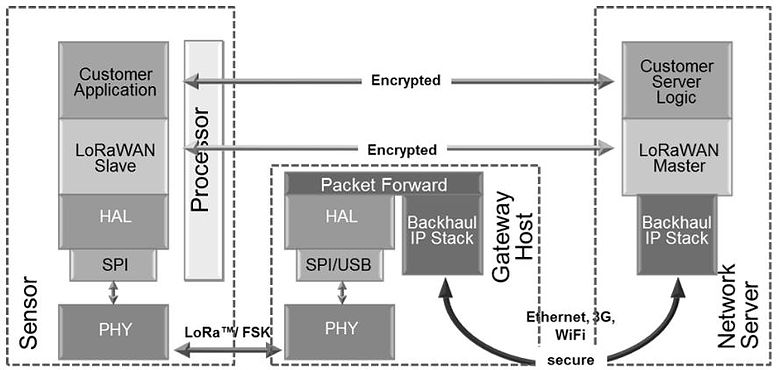 Customer
Application
LoRaWAN
Slave
HAL
SPI
PHY
Sensor
Processor
Encrypted
Encrypted
LoRa™/ FSK
Packet Forward
HAL
SPI/USB
PHY
Backhaul
IP Stack
Gateway
Host
Ethernet, 3G,
WiFi
secure
Customer
Server
Logic
LoRaWAN
Master
Backhaul
IP Stack
Network
Server